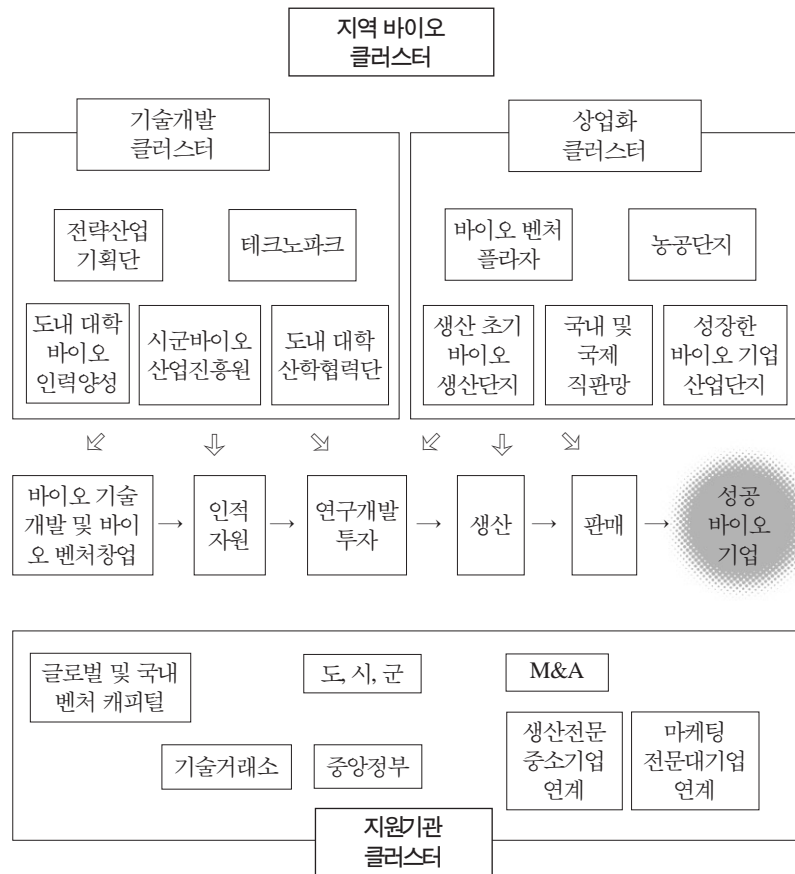 지역 바이오
클러스터
기술개발
클러스터
전략산업
기획단
테크노파크
도내 대학
바이오
인력양성
시군바이오
산업진흥원
도내 대학
산학협력단
상업화
클러스터
바이오 벤처
플라자
농공단지
생산 초기
바이오
생산단지
국내 및
국제
직판망
성장한
바이오 기업
산업단지
바이오 기술
개발 및 바이
오 벤처창업
인적
자원
연구개발
투자
생산
판매
성공
바이오
기업
글로벌 및 국내
벤처 캐피털
도, 시, 군
M&A
기술거래소
중앙정부
생산전문
중소기업
연계
마케팅
전문대기업
연계
지원기관
클러스터